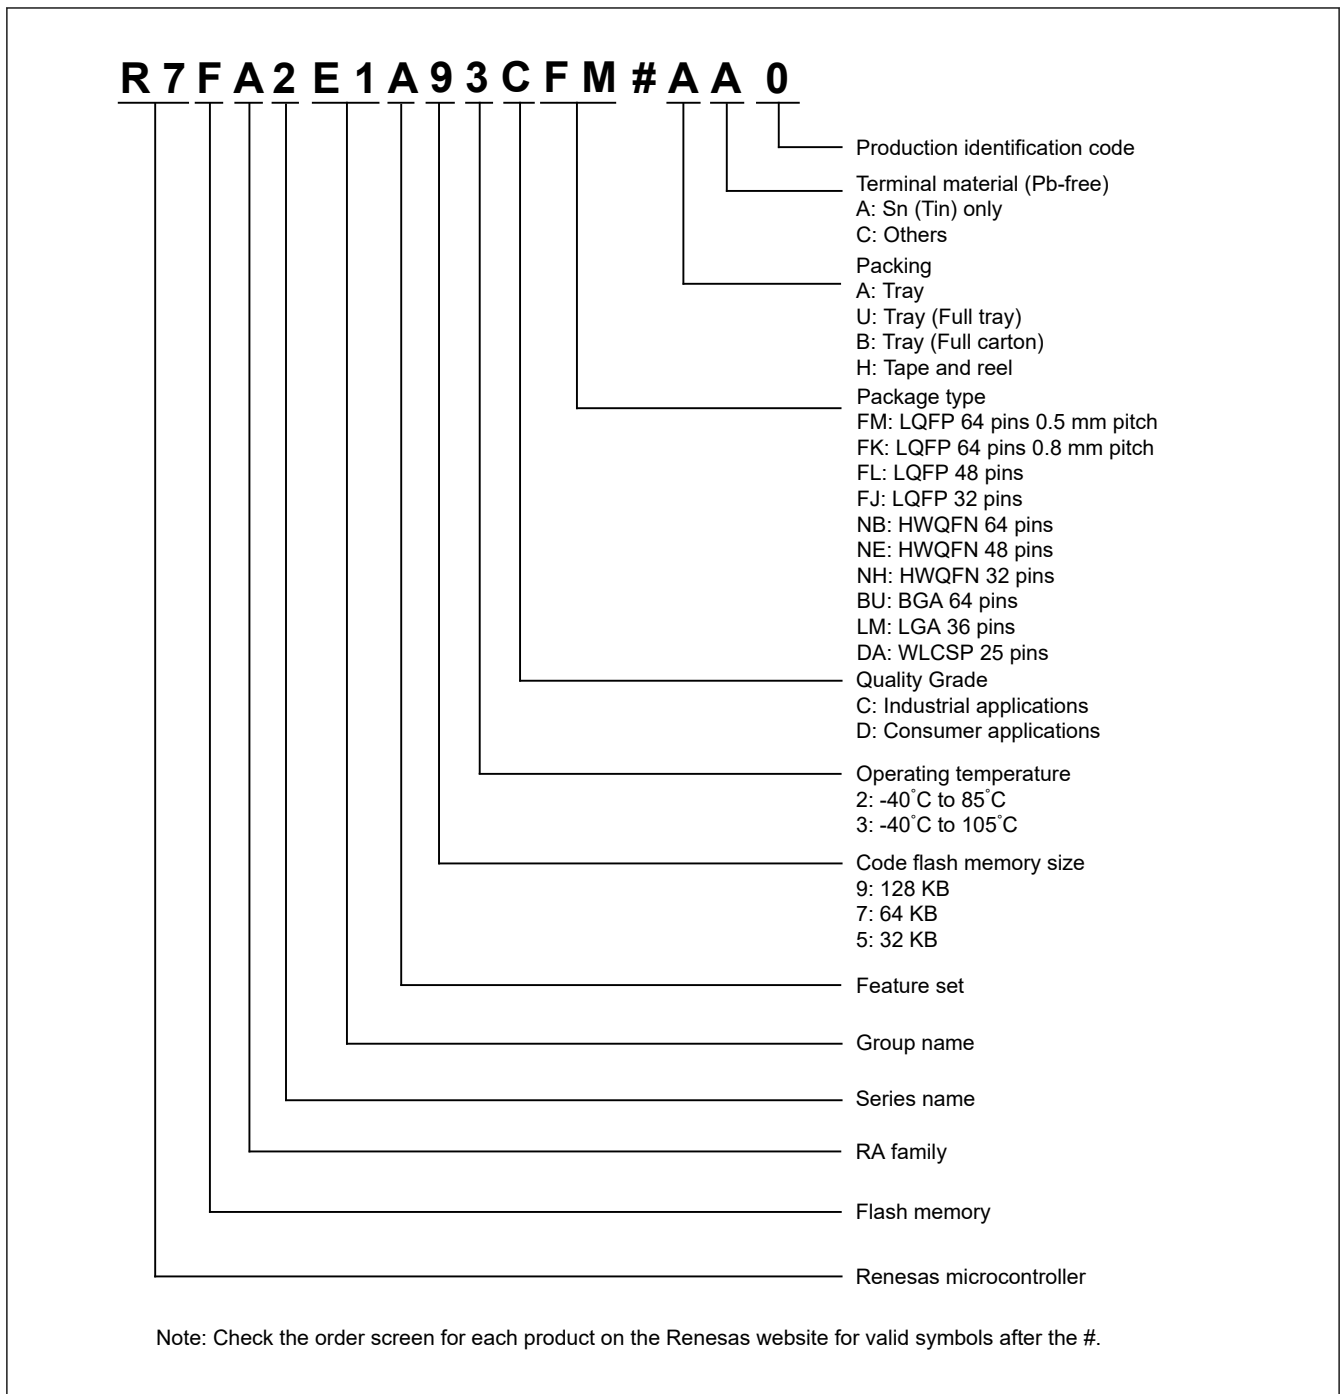 R7FA2E1A93CFM#AA0
Production identification code
Terminal material (Pb-free)
A: Sn (Tin) only
C: Others
Packing
A: Tray
U: Tray (Full tray)
B: Tray (Full carton)
H: Tape and reel
Package type
FM: LQFP 64 pins 0.5 mm pitch
FK: LQFP 64 pins 0.8 mm pitch
FL: LQFP 48 pins
FJ: LQFP 32 pins
NB: HWQFN 64 pins
NE: HWQFN 48 pins
NH: HWQFN 32 pins
BU: BGA 64 pins
LM: LGA 36 pins
DA: WLCSP 25 pins
Quality Grade
C: Industrial applications
D: Consumer applications
Operating temperature
2: -40°C to 85°C
3: -40°C to 105°C
Code flash memory size
9: 128 KB
7: 64 KB
5: 32 KB
Feature set
Group name
Series name
RA family
Flash memory
Renesas microcontroller
Note: Check the order screen for each product on the Renesas website for valid symbols after the #.